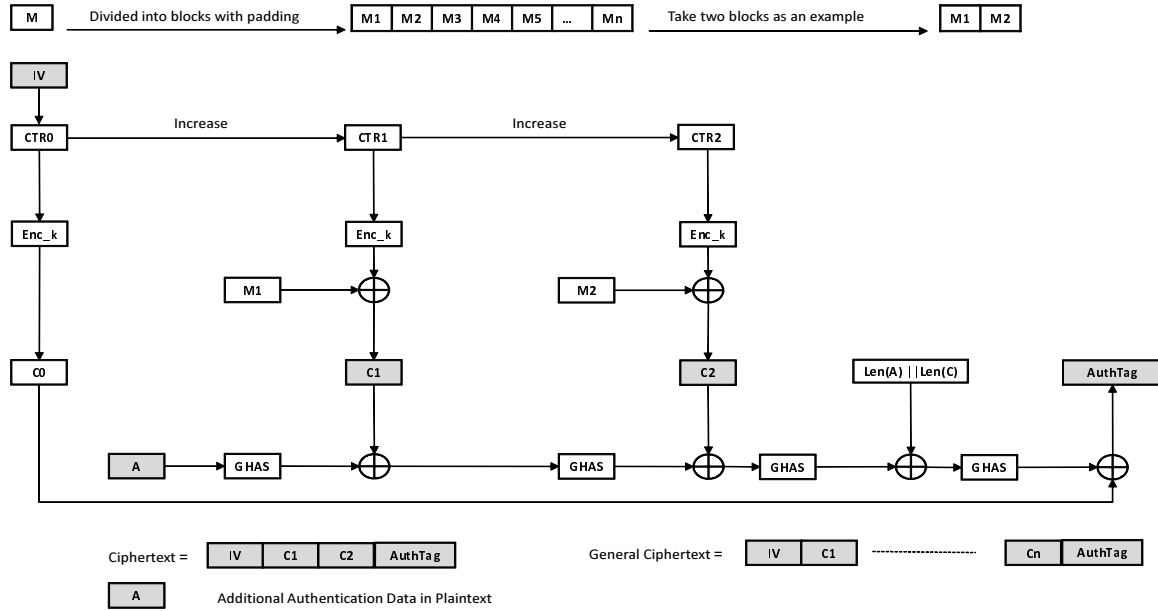 M Divided into blocks with padding M1 M2 M3 M4 M5 ... Mn Take two blocks as an example M1 M2
IV
CTR0 Increase CTR1 Increase CTR2
Enc_k Enc_k Enc_k
M1 M2
C0 C1 C2 Len(A) ||Len(C) AuthTag
A GHAS GHAS GHAS GHAS
Ciphertext = IV C1 C2 AuthTag General Ciphertext = IV C1 Cn AuthTag
A Additional Authentication Data in Plaintext